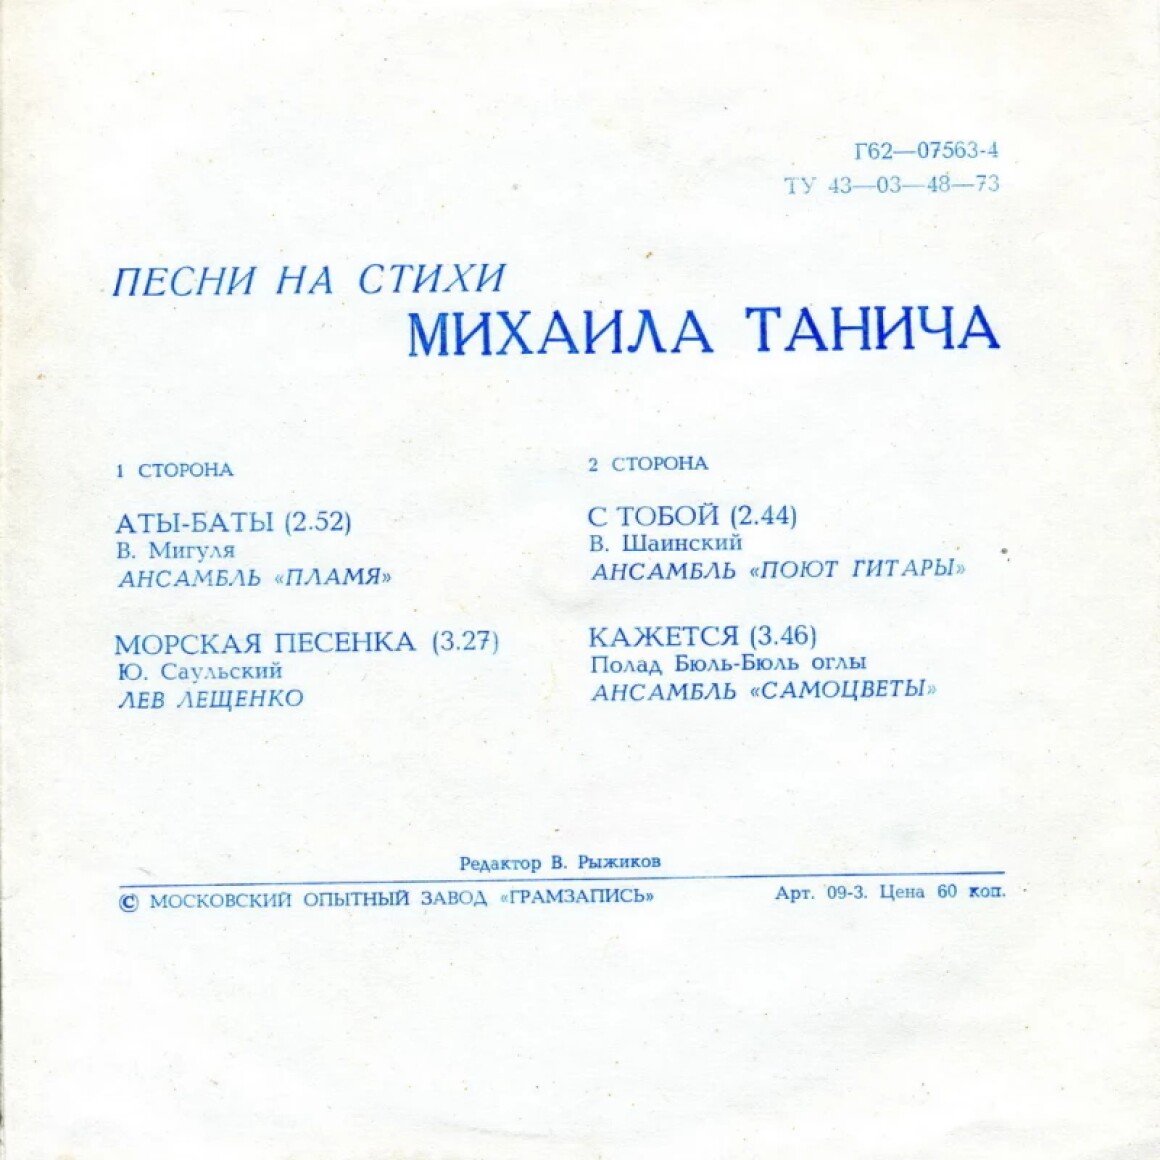 Г62—07563-4
ТУ 43—03—48—73
ПЕСНИ НА СТИХИ
МИХАИЛА ТАНИЧА
1 СТОРОНА
АТЫ-БАТЫ (2.52)
В. Мигуля
АНСАМБЛЬ «ПЛАМЯ»
МОРСКАЯ ПЕСЕНКА (3.27)
Ю. Саульский
ЛЕВ ЛЕЩЕНКО
2 СТОРОНА
С ТОБОЙ (2.44)
В. Шаинский
АНСАМБЛЬ «ПОЮТ ГИТАРЫ»
КАЖЕТСЯ (3.46)
Полад Бюль-Бюль оглы
АНСАМБЛЬ «САМОЦВЕТЫ»
Редактор В. Рыжиков
© МОСКОВСКИЙ ОПЫТНЫЙ ЗАВОД «ГРАМЗАПИСЬ»
Арт. 09-3. Цена 60 коп.